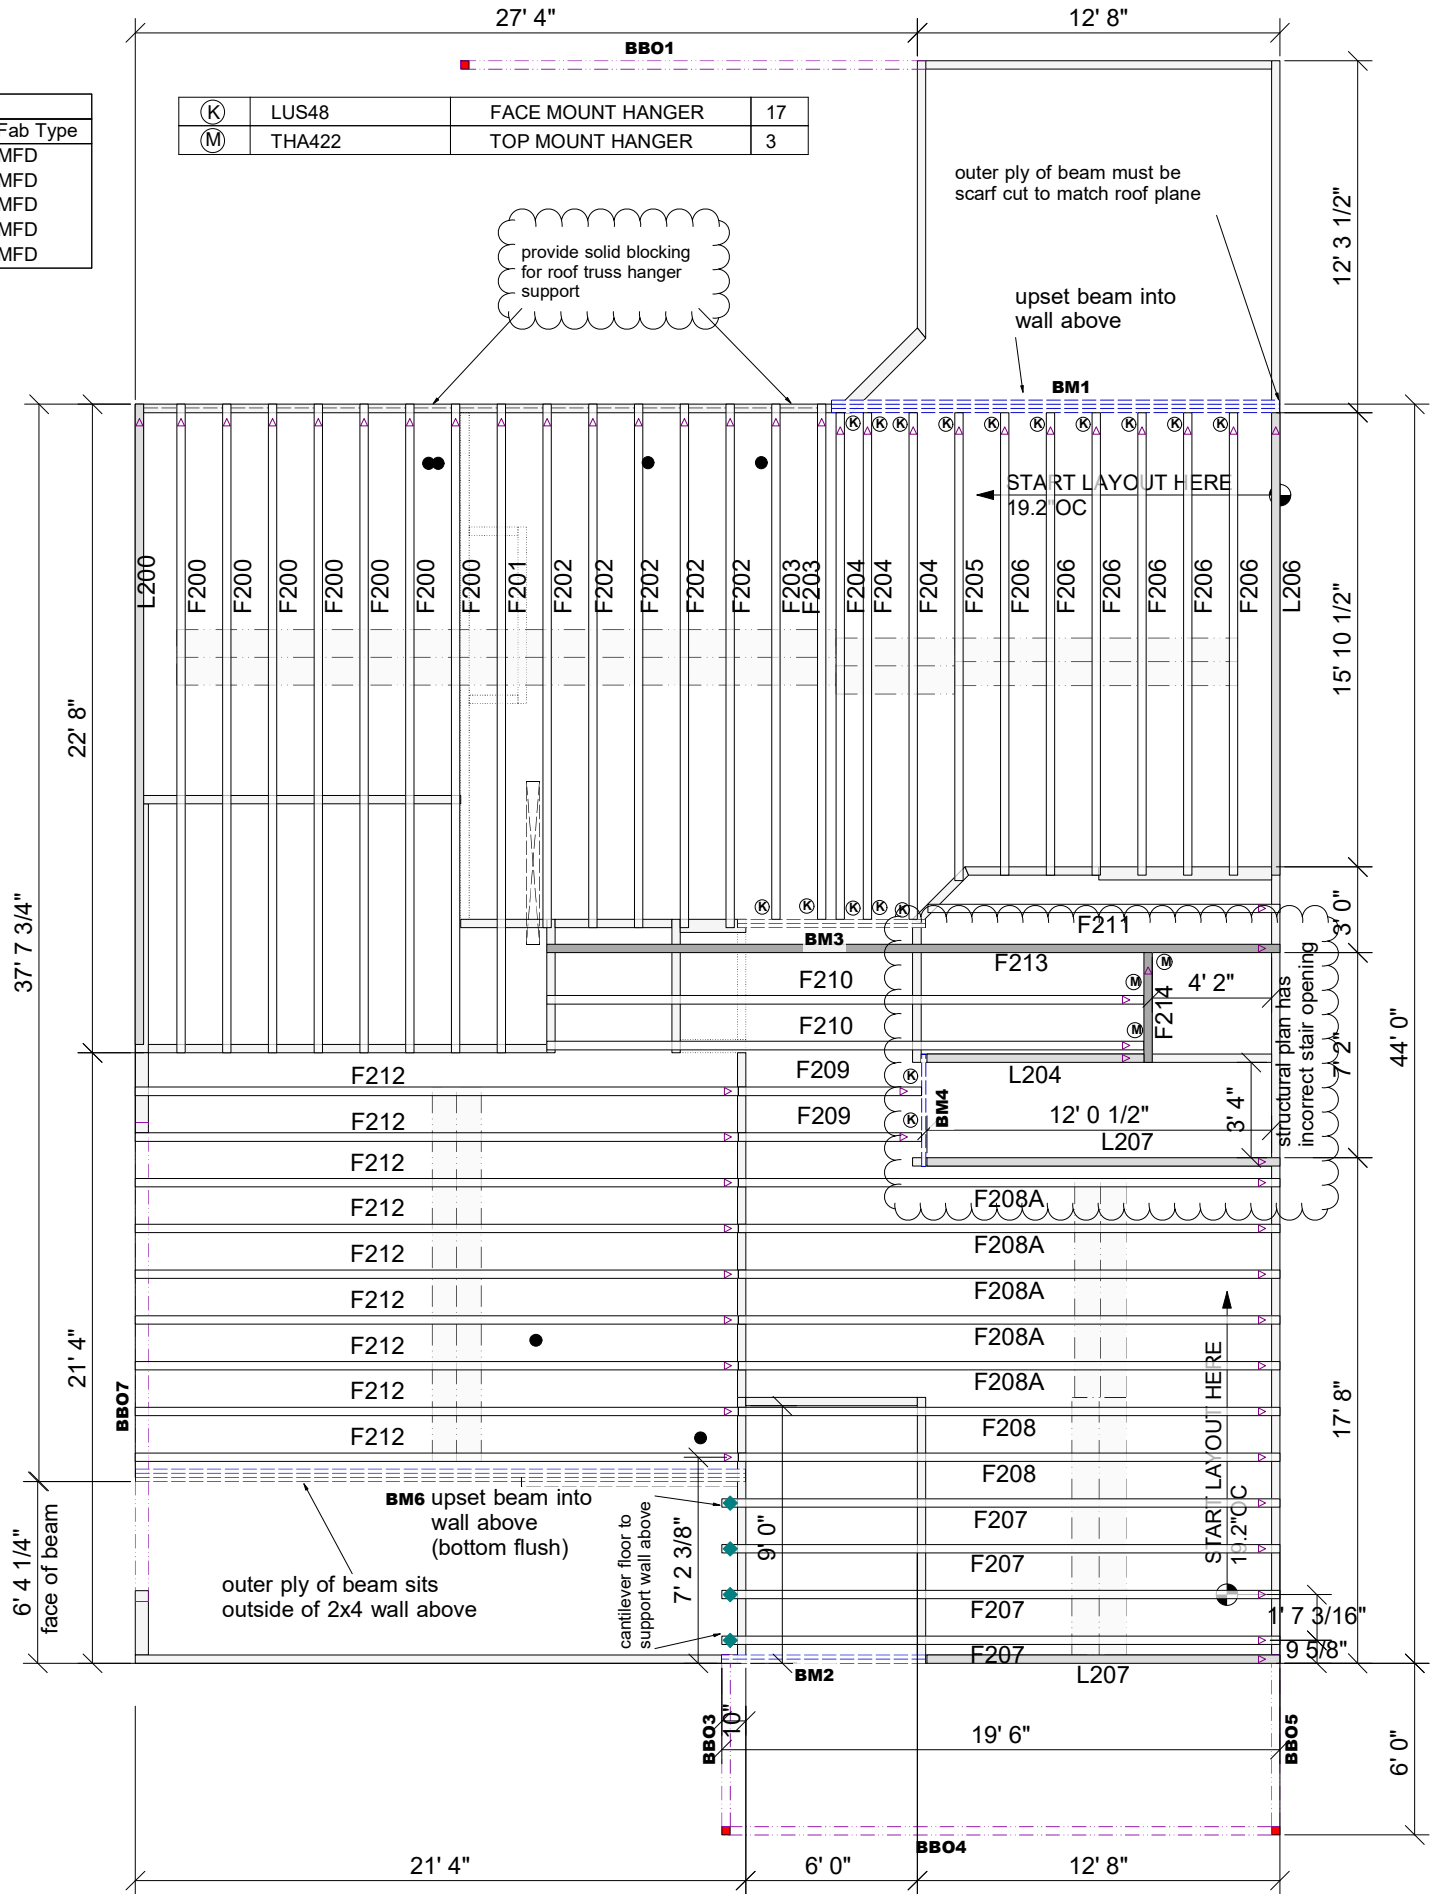 27' 4"
12' 8"
BBO1
Fab Type
MFD
MFD
MFD
MFD
MFD
K LUS48 FACE MOUNT HANGER 17
M THA422 TOP MOUNT HANGER 3
outer ply of beam must be
scarf cut to match roof plane
12' 3 1/2"
provide solid blocking
for roof truss hanger
support
upset beam into
wall above
BM1
K K K K K K K K K K
START LAYOUT HERE
19.2"OC
L200
F200
F200
F200
F200
F200
F200
F200
F201
F202
F202
F202
F202
F202
F203
F203
F204
F204
F204
F205
F206
F206
F206
F206
F206
F206
L206
15' 10 1/2"
22' 8"
37' 7 3/4"
K K K K K
BM3
F211
3' 0"
F213
M
4' 2"
F210
M
F214
F210
M
structural plan has
incorrect stair opening
7' 2"
44' 0"
F212
F209
K
L204
3' 4"
F212
F209
K
BM4
12' 0 1/2"
L207
F212
F212
F208A
F212
F208A
F212
F208A
F212
F208A
F212
F208A
F212
F208
F208
21' 4"
BBO7
START LAYOUT HERE
19.2"OC
17' 8"
BM6 upset beam into
wall above
(bottom flush)
outer ply of beam sits
outside of 2x4 wall above
6' 4 1/4"
face of beam
cantilever floor to
support wall above
7' 2 3/8"
9' 0"
F207
F207
F207
F207
1' 7 3/16"
9 5/8"
BM2
L207
BBO3
10"
19' 6"
BBO5
6' 0"
BBO4
21' 4"
6' 0"
12' 8"